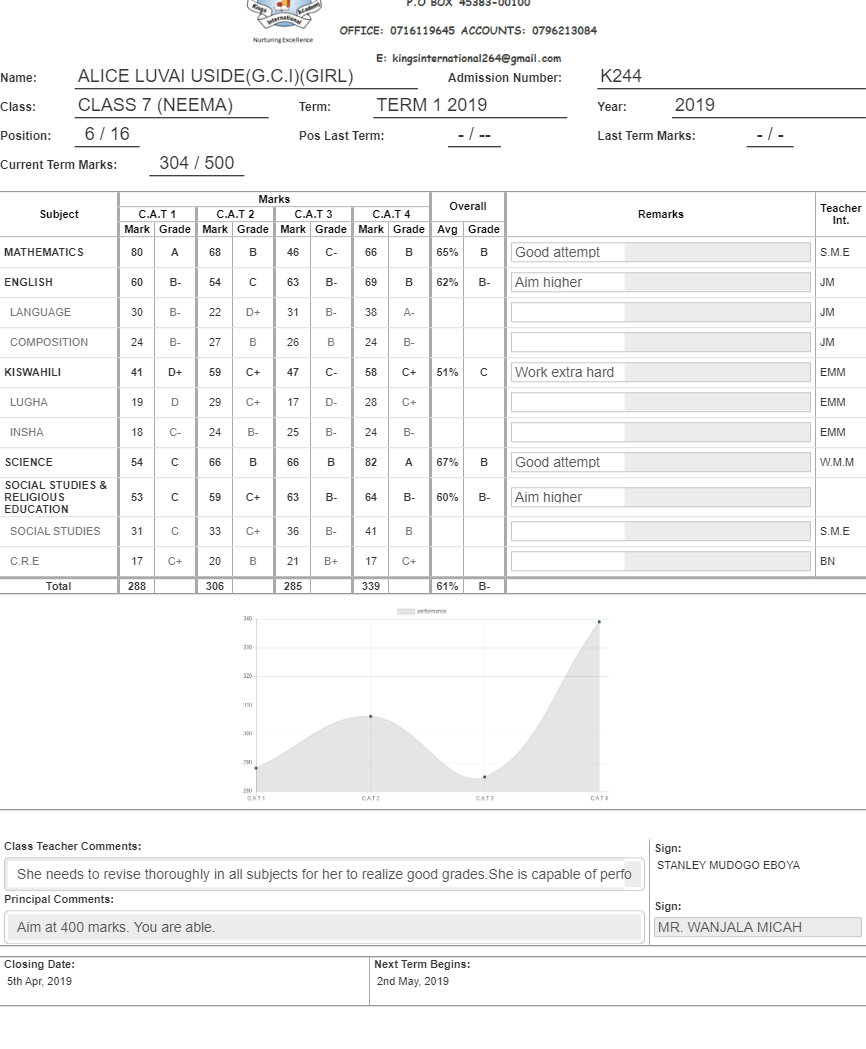 P.O BOX 45383-00100
Kings International Academy
Nurturing Excellence
OFFICE: 0716119645 ACCOUNTS: 0796213084
E: kingsinternational264@gmail.com
Name: ALICE LUVAI USIDE(G.C.I)(GIRL) Admission Number: K244
Class: CLASS 7 (NEEMA) Term: TERM 1 2019 Year: 2019
Position: 6 / 16 Pos Last Term: - / -- Last Term Marks: - / -
Current Term Marks: 304 / 500
Subject Marks Overall Remarks Teacher Int.
C.A.T 1 C.A.T 2 C.A.T 3 C.A.T 4
Mark Grade Mark Grade Mark Grade Mark Grade Avg Grade
MATHEMATICS 80 A 68 B 46 C- 66 B 65% B Good attempt S.M.E
ENGLISH 60 B- 54 C 63 B- 69 B 62% B- Aim higher JM
LANGUAGE 30 B- 22 D+ 31 B- 38 A- JM
COMPOSITION 24 B- 27 B 26 B 24 B- JM
KISWAHILI 41 D+ 59 C+ 47 C- 58 C+ 51% C Work extra hard EMM
LUGHA 19 D 29 C+ 17 D- 28 C+ EMM
INSHA 18 C- 24 B- 25 B- 24 B- EMM
SCIENCE 54 C 66 B 66 B 82 A 67% B Good attempt W.M.M
SOCIAL STUDIES &
RELIGIOUS
EDUCATION 53 C 59 C+ 63 B- 64 B- 60% B- Aim higher
SOCIAL STUDIES 31 C 33 C+ 36 B- 41 B S.M.E
C.R.E 17 C+ 20 B 21 B+ 17 C+ BN
Total 288 306 285 339 61% B-
performance
340
330
320
310
300
290
280
CAT1 CAT2 CAT3 CAT4
Class Teacher Comments:
She needs to revise thoroughly in all subjects for her to realize good grades.She is capable of perfo
Sign:
STANLEY MUDOGO EBOYA
Principal Comments:
Aim at 400 marks. You are able.
Sign:
MR. WANJALA MICAH
Closing Date:
5th Apr, 2019
Next Term Begins:
2nd May, 2019